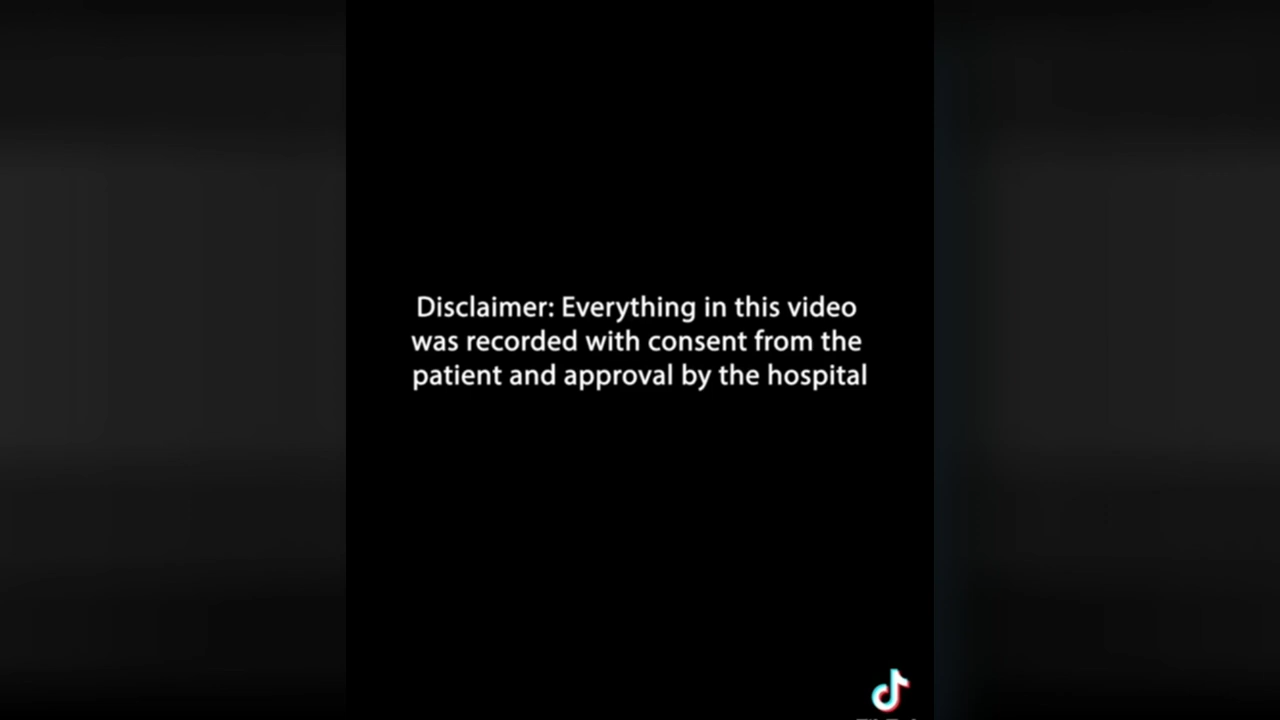 Disclaimer: Everything in this video
was recorded with consent from the
patient and approval by the hospital